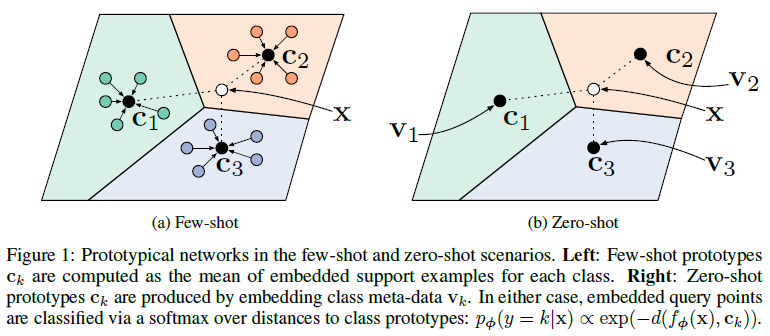 c₁
c₂
c₃
x
(a) Few-shot
v₁
c₁
c₂
v₂
x
c₃
v₃
(b) Zero-shot
Figure 1: Prototypical networks in the few-shot and zero-shot scenarios. Left: Few-shot prototypes
cₖ are computed as the mean of embedded support examples for each class. Right: Zero-shot
prototypes cₖ are produced by embedding class meta-data vₖ. In either case, embedded query points
are classified via a softmax over distances to class prototypes: p_ϕ(y = k|x) ∝ exp(−d(f_ϕ(x), cₖ)).